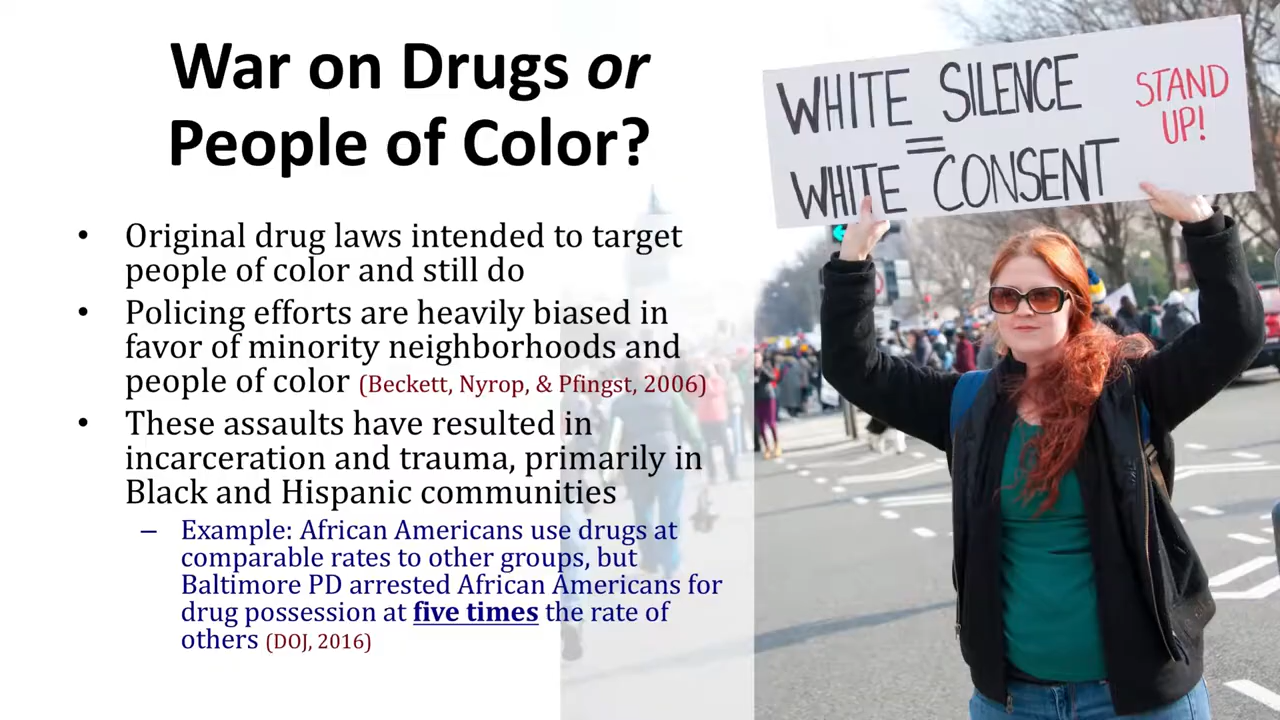 War on Drugs or
People of Color?
• Original drug laws intended to target
people of color and still do
• Policing efforts are heavily biased in
favor of minority neighborhoods and
people of color (Beckett, Nyrop, & Pfingst, 2006)
• These assaults have resulted in
incarceration and trauma, primarily in
Black and Hispanic communities
– Example: African Americans use drugs at
comparable rates to other groups, but
Baltimore PD arrested African Americans for
drug possession at five times the rate of
others (DOJ, 2016)
WHITE SILENCE
=
WHITE CONSENT
STAND
UP!